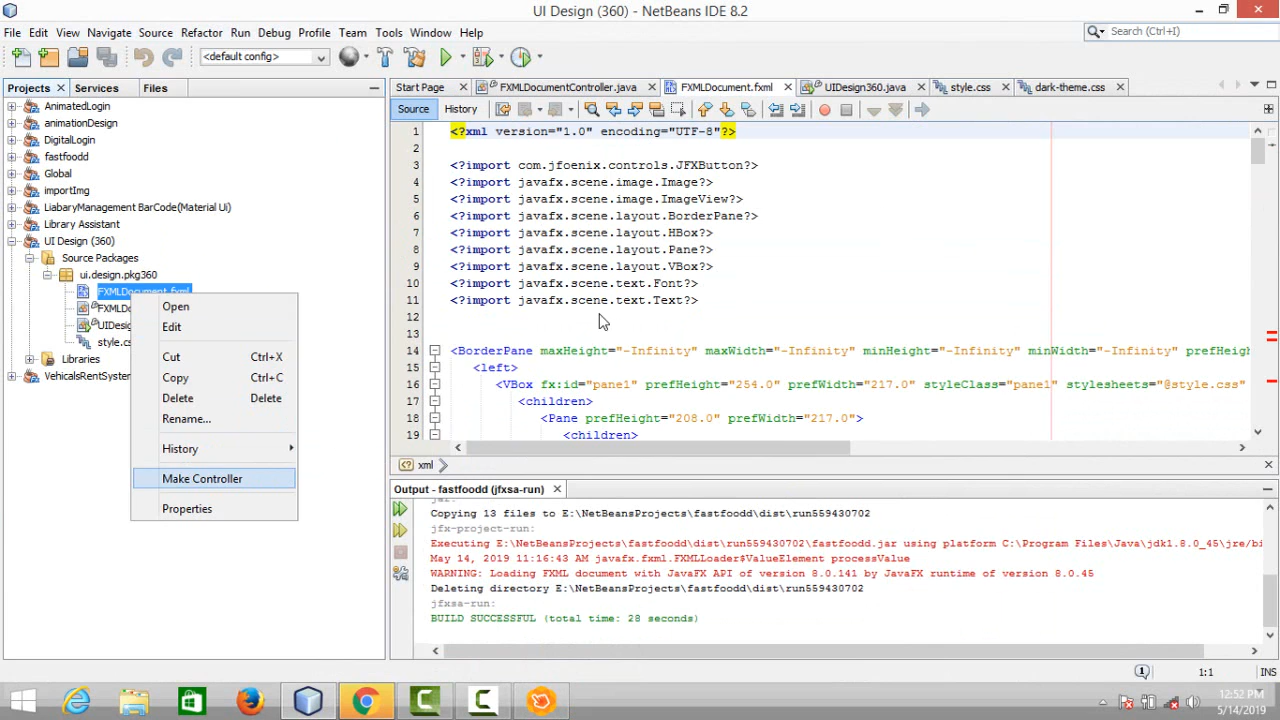 UI Design (360) - NetBeans IDE 8.2
File Edit View Navigate Source Refactor Run Debug Profile Team Tools Window Help
Search (Ctrl+I)
<default config>
Projects Services Files
AnimatedLogin
animationDesign
DigitalLogin
fastfoodd
Global
importImg
LiabaryManagement BarCode(Material Ui)
Library Assistant
UI Design (360)
Source Packages
ui.design.pkg360
FXMLDocument.fxml
FXMLDo
UIDesig
style.cs
Libraries
VehicalsRentSystem
Open
Edit
Cut Ctrl+X
Copy Ctrl+C
Delete Delete
Rename...
History
Make Controller
Properties
Start Page FXMLDocumentController.java FXMLDocument.fxml UIDesign360.java style.css dark-theme.css
Source History
1 <?xml version="1.0" encoding="UTF-8"?>
2
3 <?import com.jfoenix.controls.JFXButton?>
4 <?import javafx.scene.image.Image?>
5 <?import javafx.scene.image.ImageView?>
6 <?import javafx.scene.layout.BorderPane?>
7 <?import javafx.scene.layout.HBox?>
8 <?import javafx.scene.layout.Pane?>
9 <?import javafx.scene.layout.VBox?>
10 <?import javafx.scene.text.Font?>
11 <?import javafx.scene.text.Text?>
12
13
14 <BorderPane maxHeight="-Infinity" maxWidth="-Infinity" minHeight="-Infinity" minWidth="-Infinity" prefHeig
15 <left>
16 <VBox fx:id="pane1" prefHeight="254.0" prefWidth="217.0" styleClass="pane1" stylesheets="@style.css"
17 <children>
18 <Pane prefHeight="208.0" prefWidth="217.0">
19 <children>
xml
Output - fastfoodd (jfxsa-run)
Copying 13 files to E:\NetBeansProjects\fastfoodd\dist\run559430702
jfx-project-run:
Executing E:\NetBeansProjects\fastfoodd\dist\run559430702\fastfoodd.jar using platform C:\Program Files\Java\jdk1.8.0_45\jre/bi
May 14, 2019 11:16:43 AM javafx.fxml.FXMLLoader$ValueElement processValue
WARNING: Loading FXML document with JavaFX API of version 8.0.141 by JavaFX runtime of version 8.0.45
Deleting directory E:\NetBeansProjects\fastfoodd\dist\run559430702
jfxsa-run:
BUILD SUCCESSFUL (total time: 28 seconds)
1 1:1 INS
12:52 PM
5/14/2019